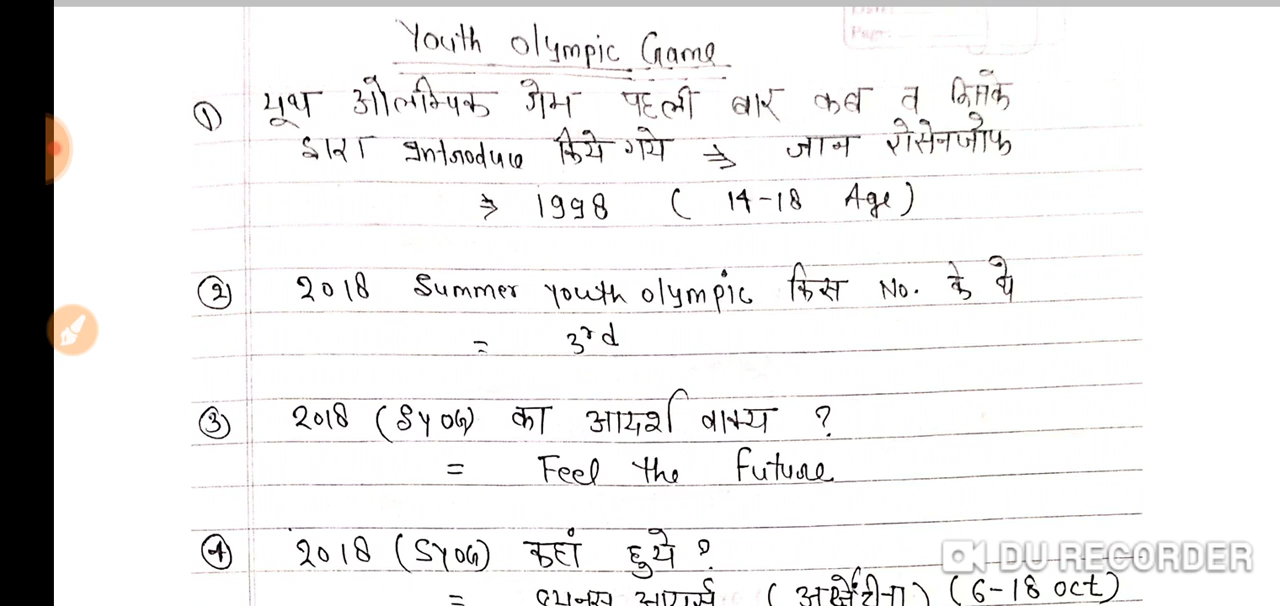 Youth Olympic Game
① यूथ ओलम्पिक गेम पहली बार कब व किसके
द्वारा Introduce किये गये ⇒ जान रोसेनजोफ
⇒ 1998 ( 14-18 Age )
② 2018 Summer youth olympic किस No. के थे
= 3rd
③ 2018 (SYOG) का आदर्श वाक्य ?
= Feel the Future
④ 2018 (SYOG) कहां हुये ?
= ब्यूनस आयर्स ( अर्जेंटीना ) (6-18 oct)
DU RECORDER